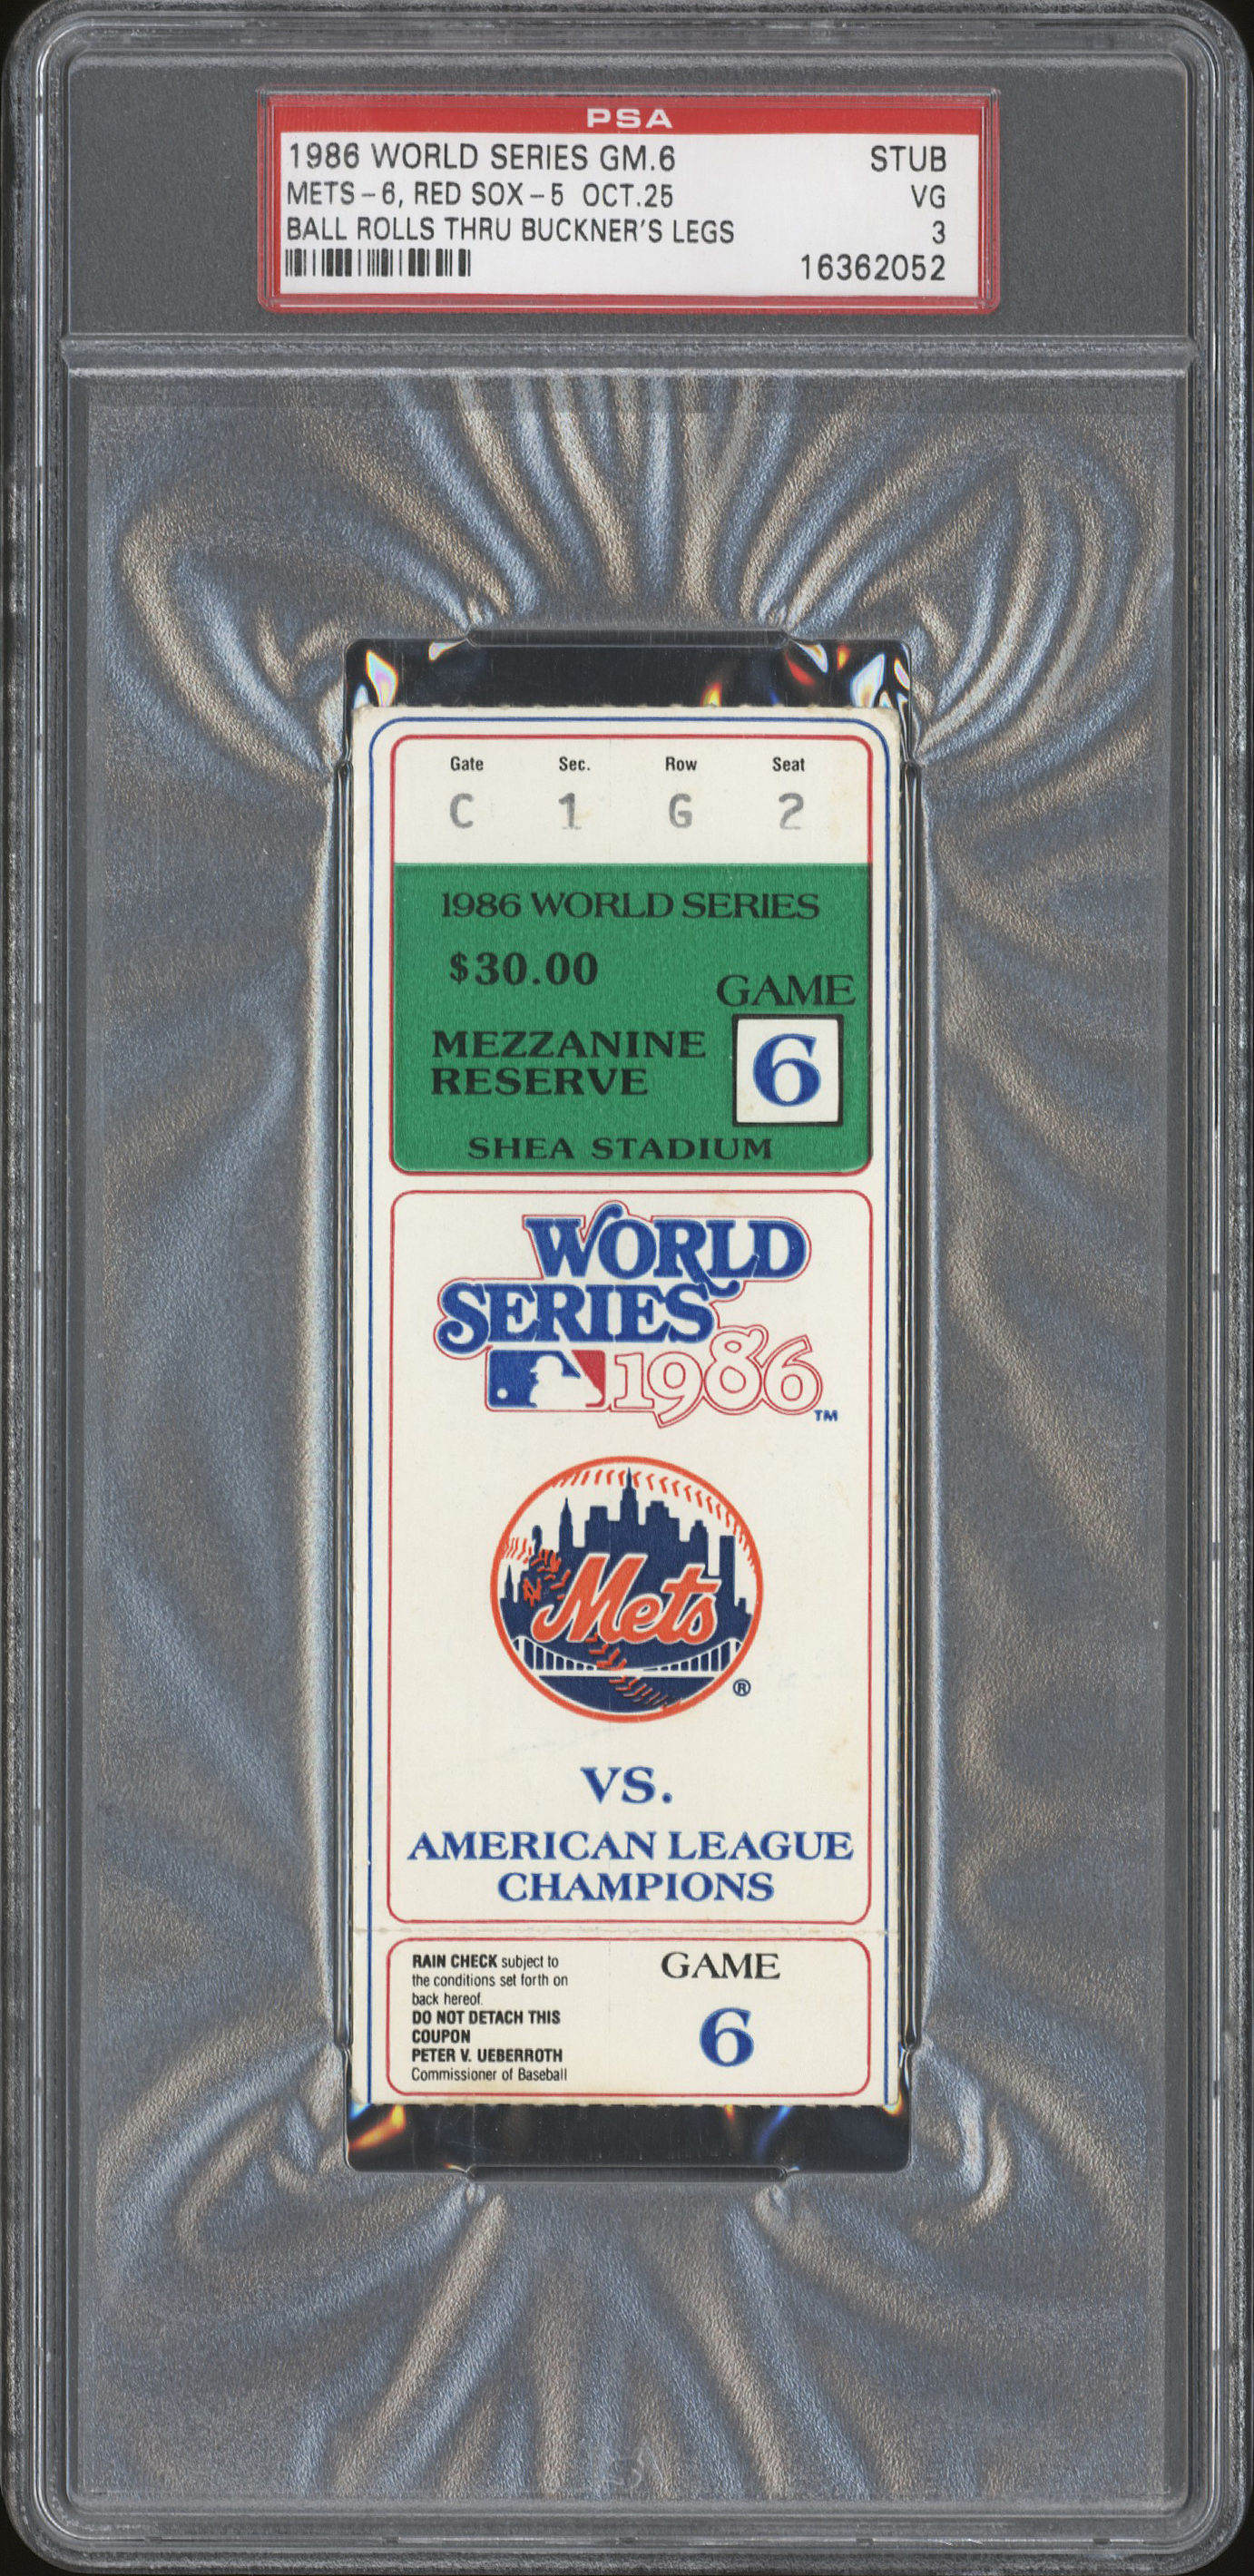 PSA
1986 WORLD SERIES GM.6 STUB
METS-6, RED SOX-5 OCT.25 VG
BALL ROLLS THRU BUCKNER'S LEGS 3
16362052
Gate Sec. Row Seat
C 1 G 2
1986 WORLD SERIES
$30.00
GAME
6
MEZZANINE
RESERVE
SHEA STADIUM
WORLD
SERIES
1986
TM
Mets
®
VS.
AMERICAN LEAGUE
CHAMPIONS
RAIN CHECK subject to
the conditions set forth on
back hereof.
DO NOT DETACH THIS
COUPON
PETER V. UEBERROTH
Commissioner of Baseball
GAME
6